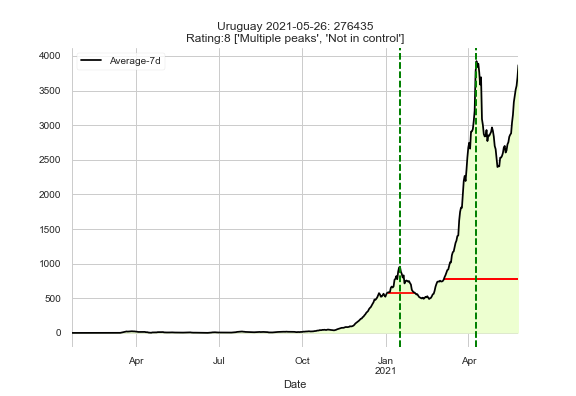 Uruguay 2021-05-26: 276435
Rating:8 ['Multiple peaks', 'Not in control']
Average-7d
4000
3500
3000
2500
2000
1500
1000
500
0
Apr Jul Oct Jan Apr
2021
Date